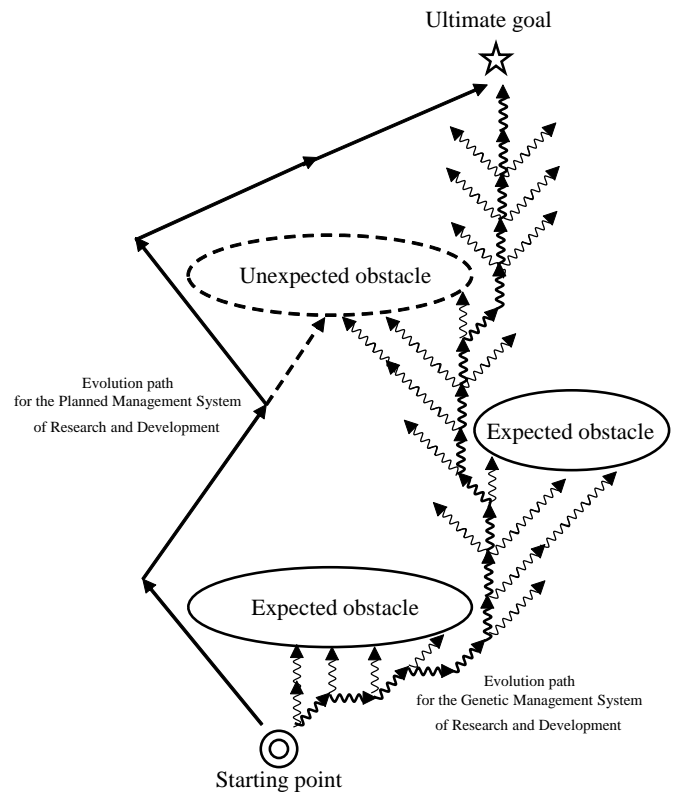 Ultimate goal
Unexpected obstacle
Evolution path
for the Planned Management System
of Research and Development
Expected obstacle
Expected obstacle
Evolution path
for the Genetic Management System
of Research and Development
Starting point